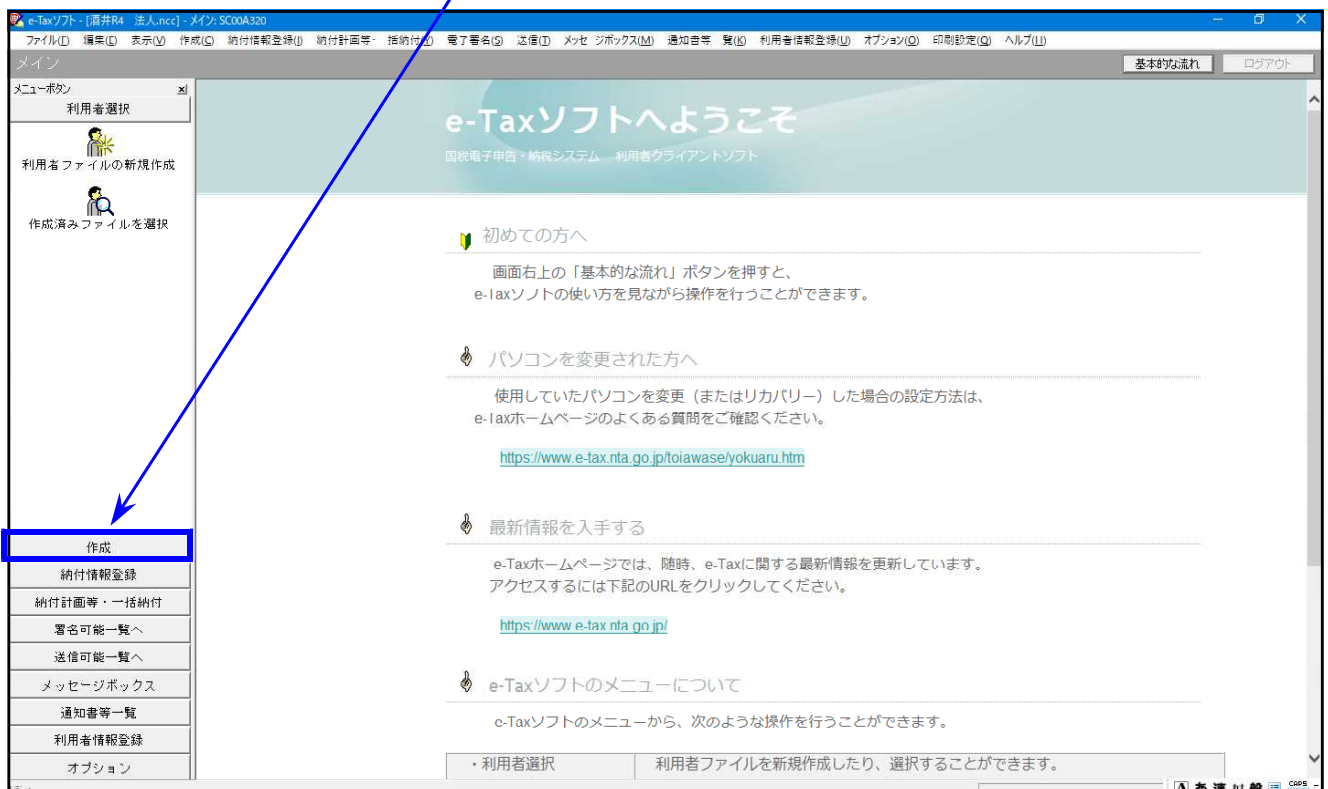 e-Taxソフト - [酒井R4 法人.ncc] - メイン: SC00A320
ファイル(D) 編集(E) 表示(V) 作成(C) 納付情報登録(I) 納付計画等・ 括納付(Y) 電子署名(S) 送信(T) メッセ ジボックス(M) 通知書等 覧(K) 利用者情報登録(U) オプション(O) 印刷設定(Q) ヘルプ(H)
メイン 基本的な流れ ログアウト
メニューボタン
利用者選択
利用者ファイルの新規作成
作成済みファイルを選択
e-Taxソフトへようこそ
国税電子申告・納税システム 利用者クライアントソフト
初めての方へ
画面右上の「基本的な流れ」ボタンを押すと、
e-Taxソフトの使い方を見ながら操作を行うことができます。
パソコンを変更された方へ
使用していたパソコンを変更（またはリカバリー）した場合の設定方法は、
e-Taxホームページのよくある質問をご確認ください。
https://www.e-tax.nta.go.jp/toiawase/yokuaru.htm
最新情報を入手する
e-Taxホームページでは、随時、e-Taxに関する最新情報を更新しています。
アクセスするには下記のURLをクリックしてください。
https://www.e-tax.nta.go.jp/
e-Taxソフトのメニューについて
e-Taxソフトのメニューから、次のような操作を行うことができます。
・利用者選択 利用者ファイルを新規作成したり、選択することができます。
作成
納付情報登録
納付計画等・一括納付
署名可能一覧へ
送信可能一覧へ
メッセージボックス
通知書等一覧
利用者情報登録
オプション
A あ 連 R漢 般 CAPS